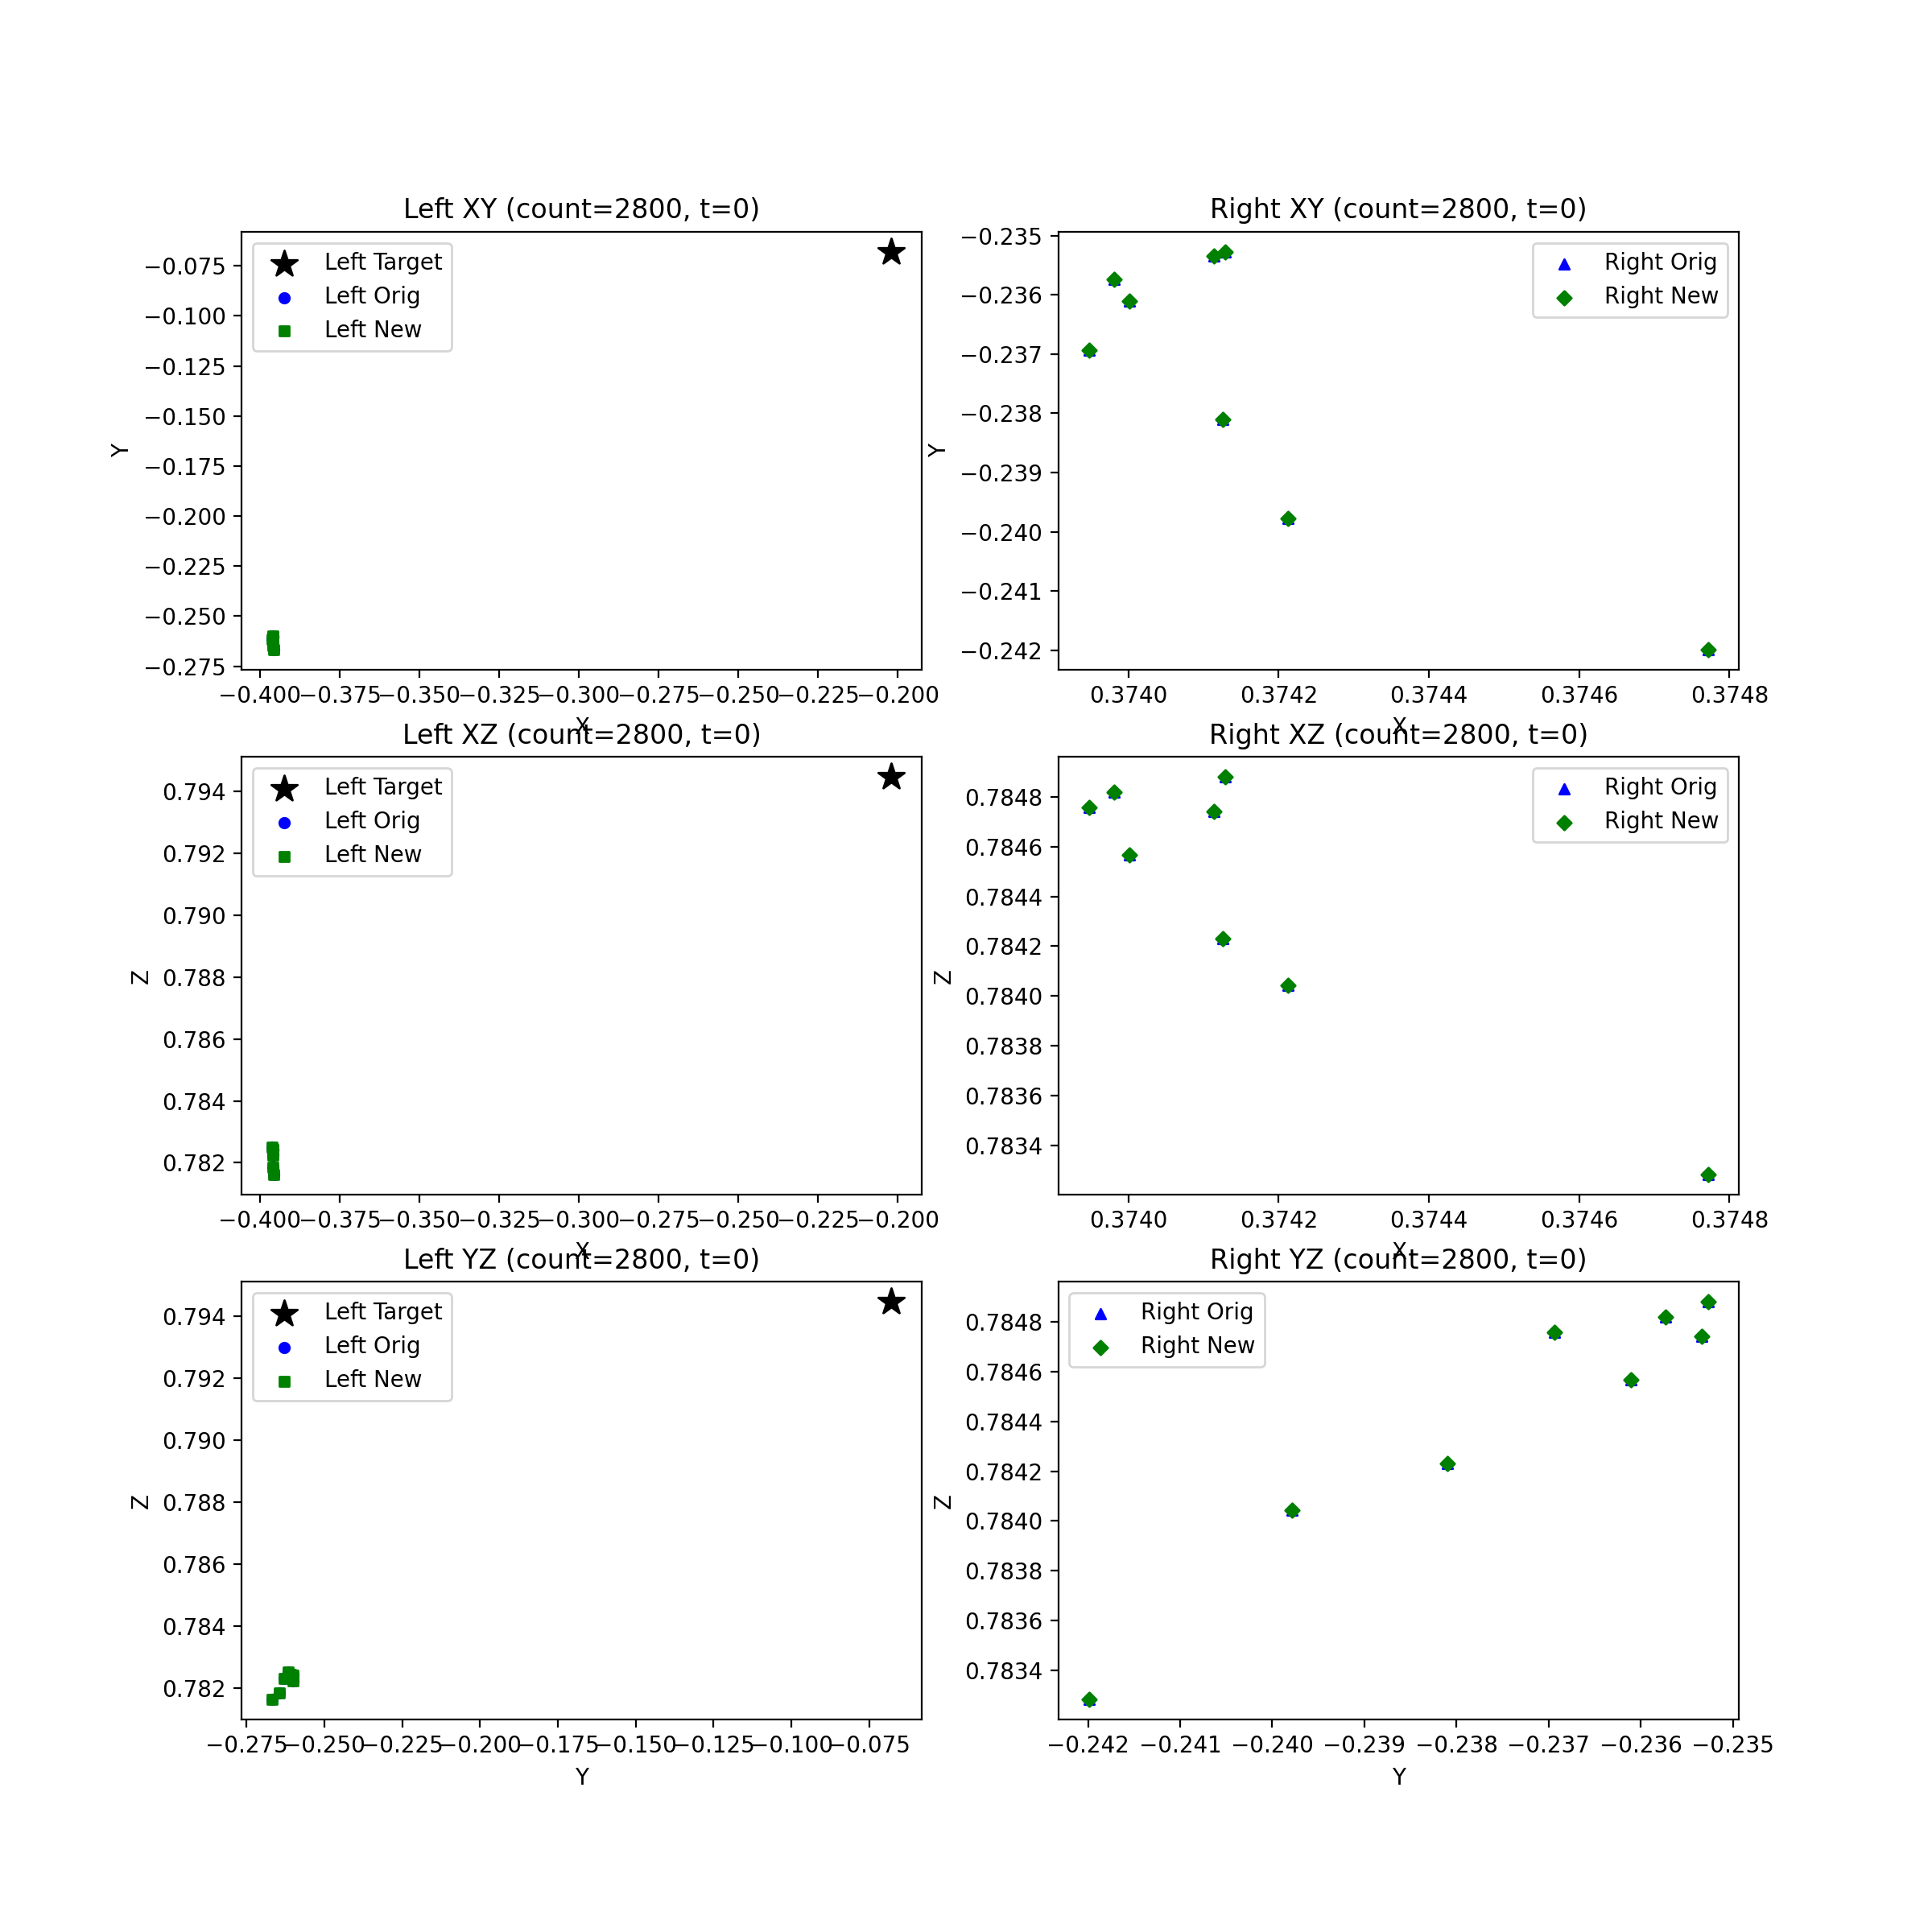 Left XY (count=2800, t=0)
Left Target
Left Orig
Left New
−0.075
−0.100
−0.125
−0.150
−0.175
−0.200
−0.225
−0.250
−0.275
Y
−0.400 −0.375 −0.350 −0.325 −0.300 −0.275 −0.250 −0.225 −0.200
X
Right XY (count=2800, t=0)
Right Orig
Right New
−0.235
−0.236
−0.237
−0.238
−0.239
−0.240
−0.241
−0.242
Y
0.3740 0.3742 0.3744 0.3746 0.3748
X
Left XZ (count=2800, t=0)
Left Target
Left Orig
Left New
0.794
0.792
0.790
0.788
0.786
0.784
0.782
Z
−0.400 −0.375 −0.350 −0.325 −0.300 −0.275 −0.250 −0.225 −0.200
X
Right XZ (count=2800, t=0)
Right Orig
Right New
0.7848
0.7846
0.7844
0.7842
0.7840
0.7838
0.7836
0.7834
Z
0.3740 0.3742 0.3744 0.3746 0.3748
X
Left YZ (count=2800, t=0)
Left Target
Left Orig
Left New
0.794
0.792
0.790
0.788
0.786
0.784
0.782
Z
−0.275 −0.250 −0.225 −0.200 −0.175 −0.150 −0.125 −0.100 −0.075
Y
Right YZ (count=2800, t=0)
Right Orig
Right New
0.7848
0.7846
0.7844
0.7842
0.7840
0.7838
0.7836
0.7834
Z
−0.242 −0.241 −0.240 −0.239 −0.238 −0.237 −0.236 −0.235
Y